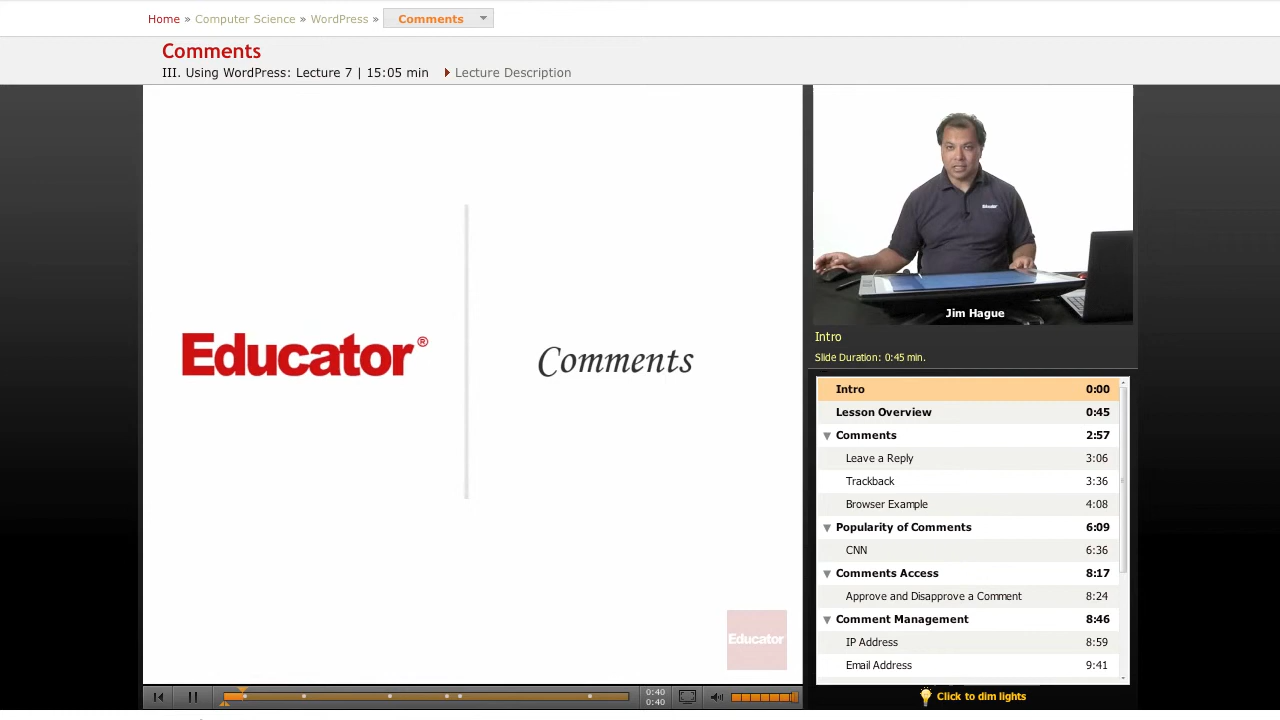 Home » Computer Science » WordPress » Comments
Comments
III. Using WordPress: Lecture 7 | 15:05 min Lecture Description
Educator®
Comments
Educator
Educator
Jim Hague
Intro
Slide Duration: 0:45 min.
Intro 0:00
Lesson Overview 0:45
Comments 2:57
Leave a Reply 3:06
Trackback 3:36
Browser Example 4:08
Popularity of Comments 6:09
CNN 6:36
Comments Access 8:17
Approve and Disapprove a Comment 8:24
Comment Management 8:46
IP Address 8:59
Email Address 9:41
0:40
0:40
Click to dim lights